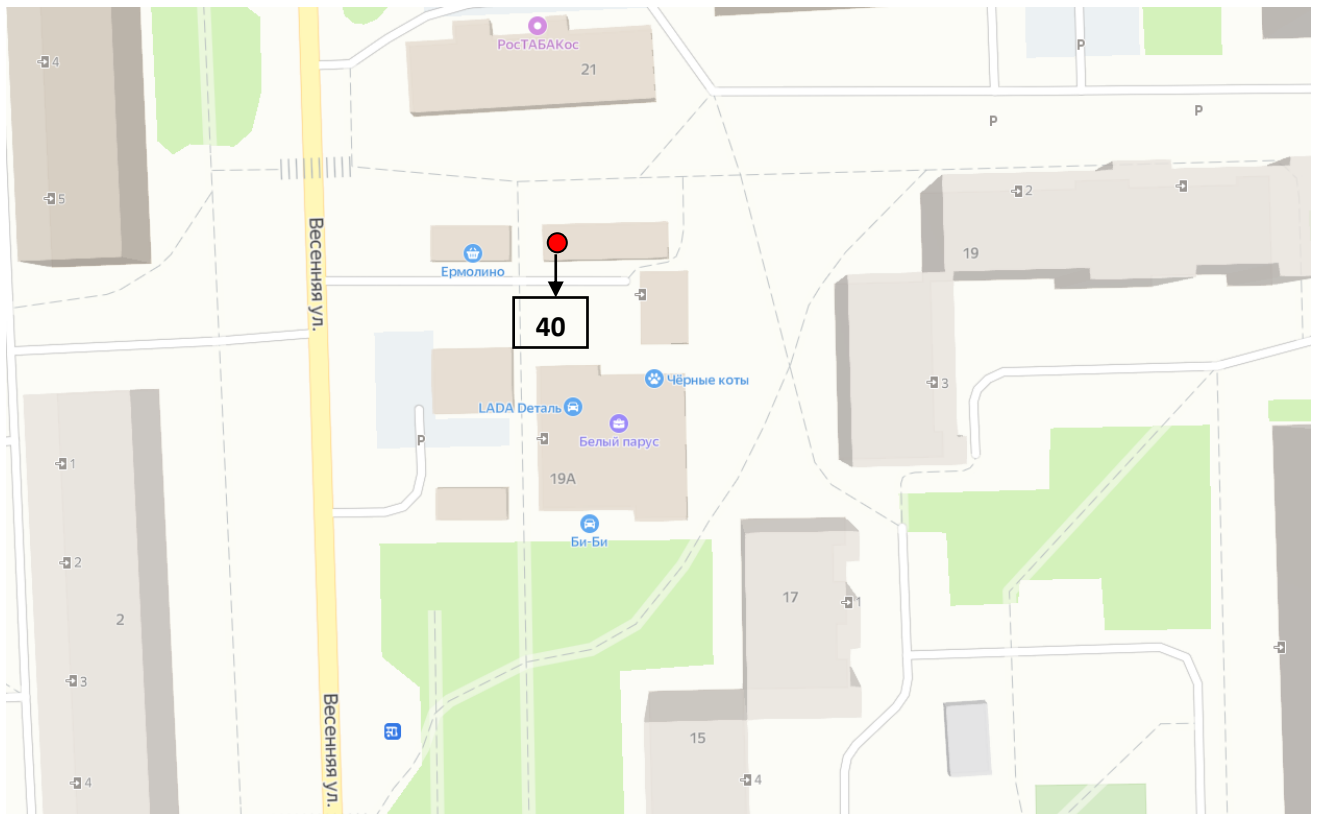 РосТАБАКос
21
4
P
P
P
5
2
19
Весенняя ул.
Ермолино
40
3
Чёрные коты
LADA Деталь
Белый парус
P
1
19А
Би-Би
2
17
1
2
3
Весенняя ул.
15
4
4